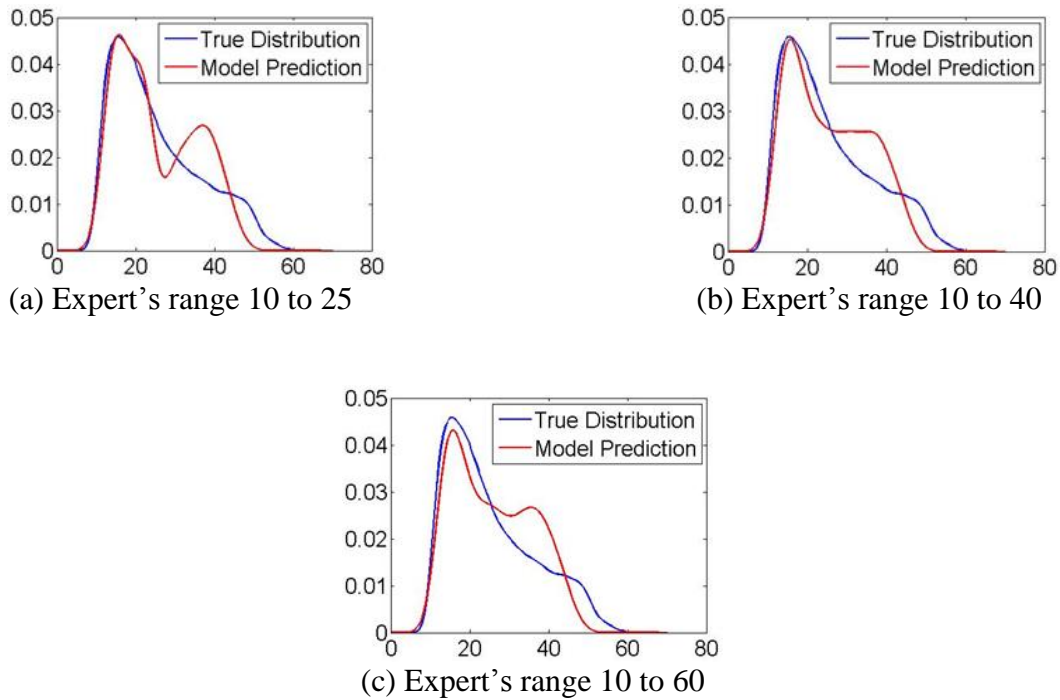 0.05
0.04
0.03
0.02
0.01
0
0 20 40 60 80
True Distribution
Model Prediction
(a) Expert's range 10 to 25
0.05
0.04
0.03
0.02
0.01
0
0 20 40 60 80
True Distribution
Model Prediction
(b) Expert's range 10 to 40
0.05
0.04
0.03
0.02
0.01
0
0 20 40 60 80
True Distribution
Model Prediction
(c) Expert's range 10 to 60